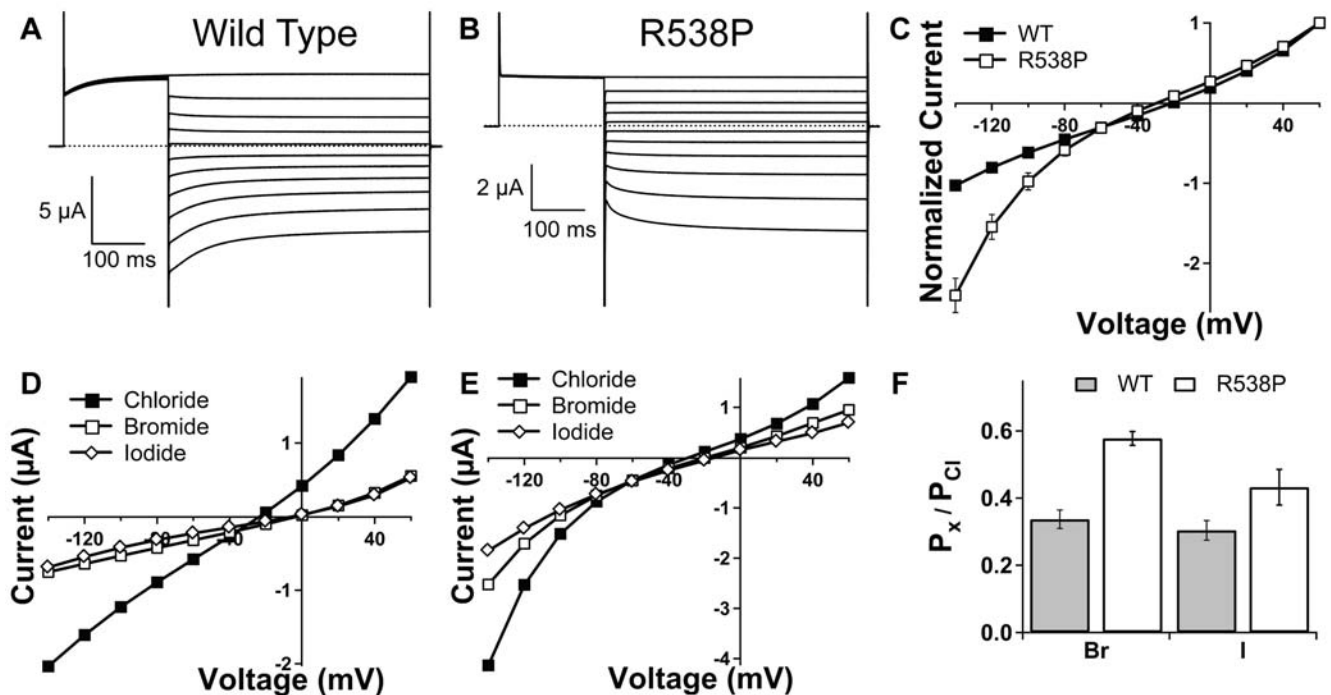 A
Wild Type
5 µA
100 ms
B
R538P
2 µA
100 ms
C
WT
R538P
Normalized Current
1
-1
-2
-120
-80
-40
40
Voltage (mV)
D
Chloride
Bromide
Iodide
Current (µA)
1
-1
-2
-120
-80
-40
40
Voltage (mV)
E
Chloride
Bromide
Iodide
Current (µA)
1
-1
-2
-3
-4
-120
-80
-40
40
Voltage (mV)
F
WT
R538P
Px / PCl
0.6
0.4
0.2
0.0
Br
I